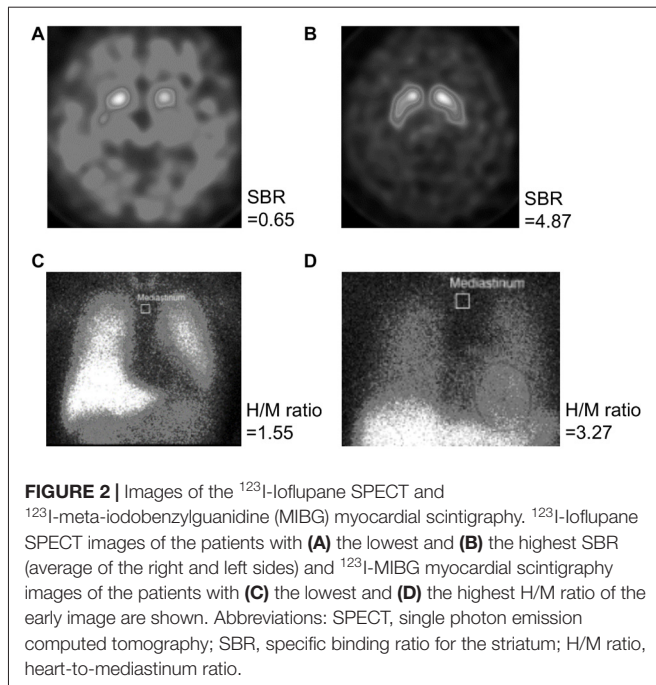 A
B
SBR
=0.65
SBR
=4.87
C
D
Mediastinum
Mediastinum
H/M ratio
=1.55
H/M ratio
=3.27
FIGURE 2 | Images of the ¹²³I-Ioflupane SPECT and
¹²³I-meta-iodobenzylguanidine (MIBG) myocardial scintigraphy. ¹²³I-Ioflupane
SPECT images of the patients with (A) the lowest and (B) the highest SBR
(average of the right and left sides) and ¹²³I-MIBG myocardial scintigraphy
images of the patients with (C) the lowest and (D) the highest H/M ratio of the
early image are shown. Abbreviations: SPECT, single photon emission
computed tomography; SBR, specific binding ratio for the striatum; H/M ratio,
heart-to-mediastinum ratio.